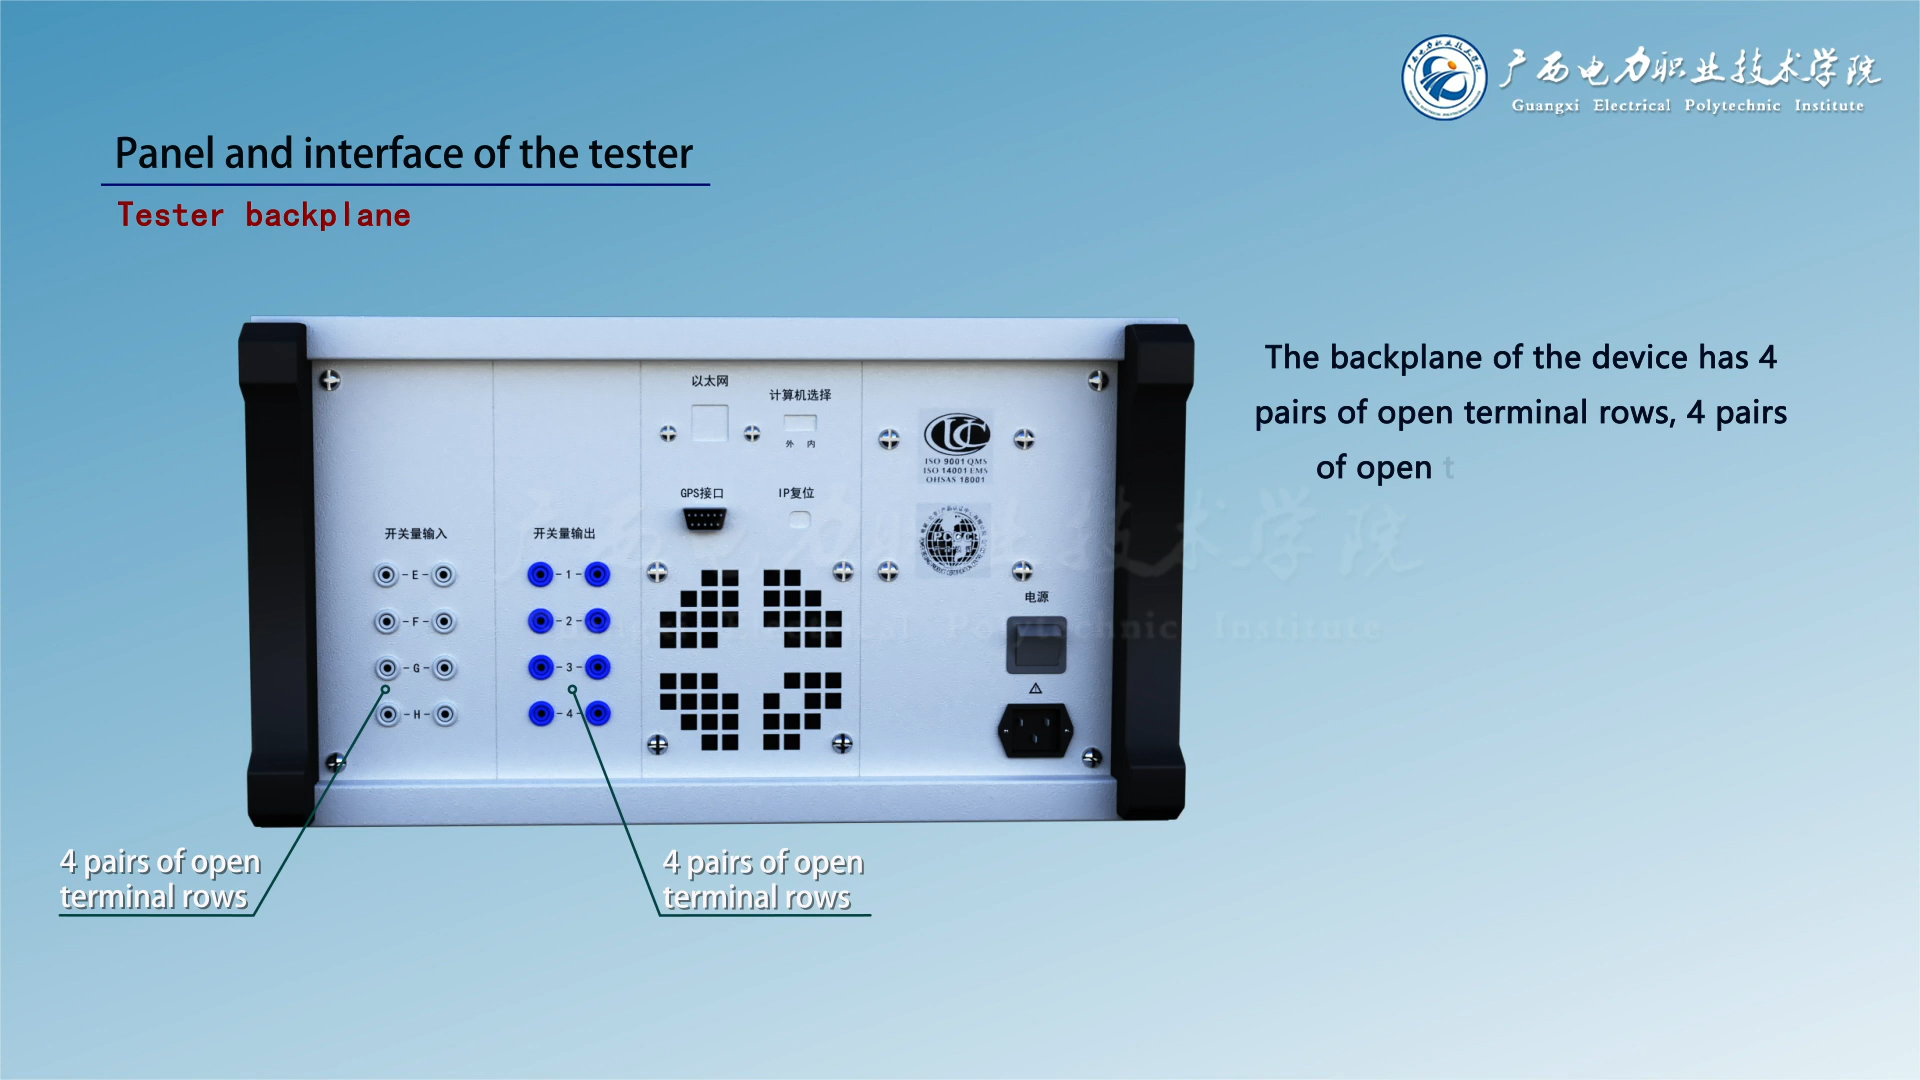 广西电力职业技术学院
Guangxi Electrical Polytechnic Institute
Panel and interface of the tester
Tester backplane
The backplane of the device has 4
pairs of open terminal rows, 4 pairs
of open t
以太网
计算机选择
外 内
GPS接口
IP复位
ISO 9001 QMS
ISO 14001 EMS
OHSAS 18001
开关量输入
-E-
-F-
-G-
-H-
开关量输出
-1-
-2-
-3-
-4-
电源
4 pairs of open
terminal rows
4 pairs of open
terminal rows